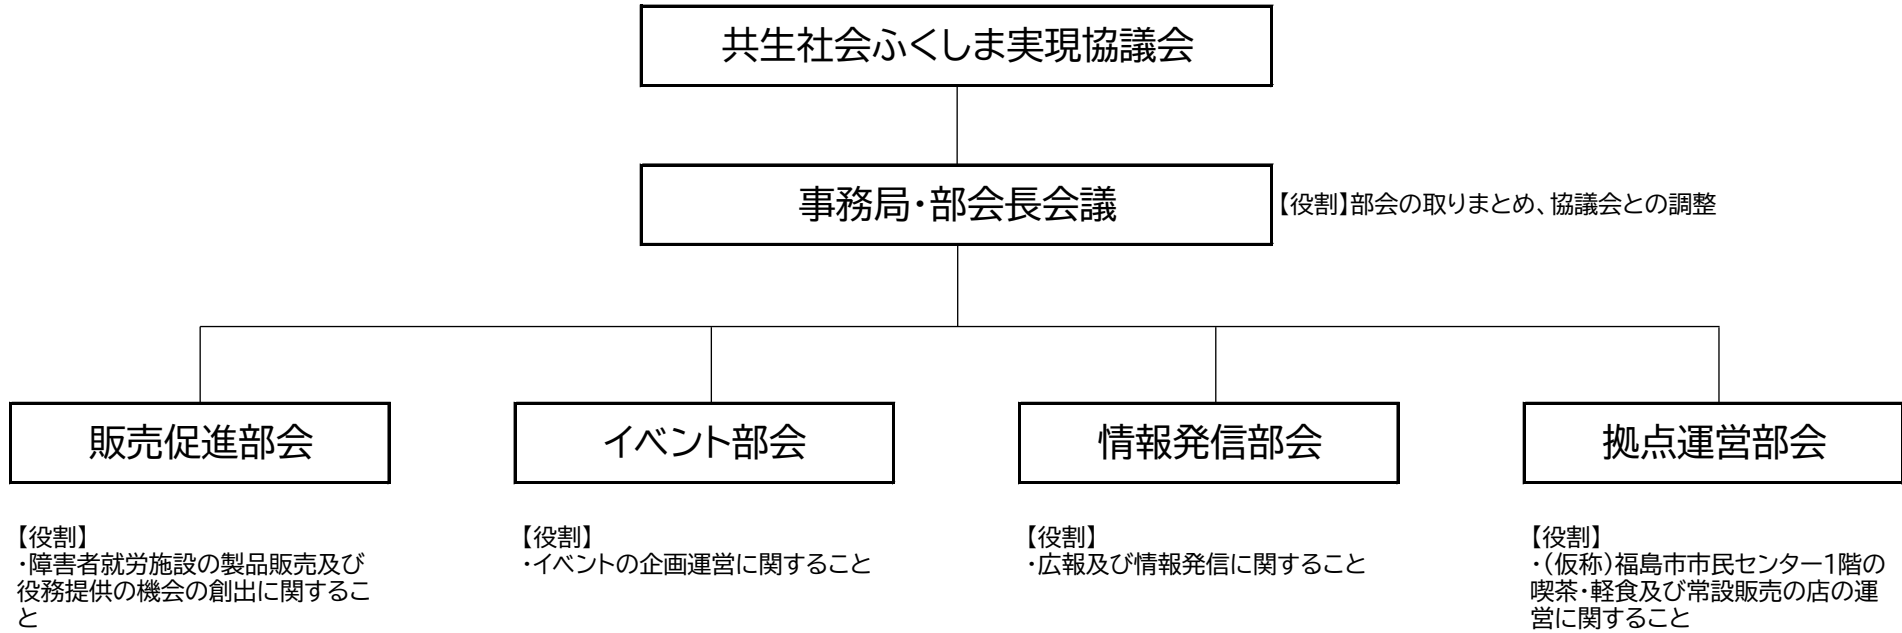 共生社会ふくしま実現協議会
事務局・部会長会議
【役割】部会の取りまとめ、協議会との調整
販売促進部会
イベント部会
情報発信部会
拠点運営部会
【役割】
・障害者就労施設の製品販売及び
役務提供の機会の創出に関するこ
と
【役割】
・イベントの企画運営に関すること
【役割】
・広報及び情報発信に関すること
【役割】
・(仮称)福島市市民センター1階の
喫茶・軽食及び常設販売の店の運
営に関すること